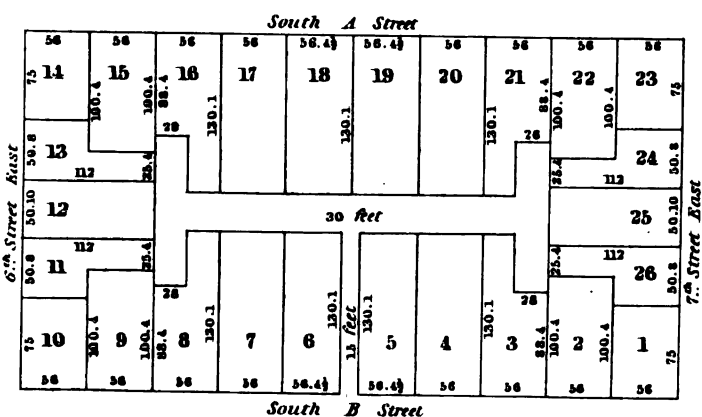 South A Street
56 56 56 56 56.4½ 56.4½ 56 56 56 56
14 15 16 17 18 19 20 21 22 23
75 100.4 100.4 88.4 130.1 130.1 130.1 88.4 100.4 100.4 75
28 28
50.8 13 25.4 25.4 24 50.8
112 112
6.th Street East
50.10 12 30 feet 25 50.10
7.th Street East
112 112
50.8 11 25.4 25.4 26 50.8
28 28
75 100.4 100.4 88.4 130.1 130.1 15 feet 130.1 130.1 88.4 100.4 100.4 75
10 9 8 7 6 5 4 3 2 1
56 56 56 56 56.4½ 56.4½ 56 56 56 56
South B Street